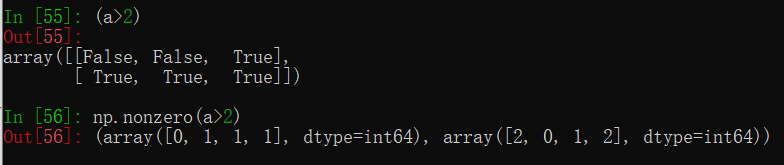 In [55]: (a>2)
Out[55]:
array([[False, False,  True],
       [ True,  True,  True]])
In [56]: np.nonzero(a>2)
Out[56]: (array([0, 1, 1, 1], dtype=int64), array([2, 0, 1, 2], dtype=int64))